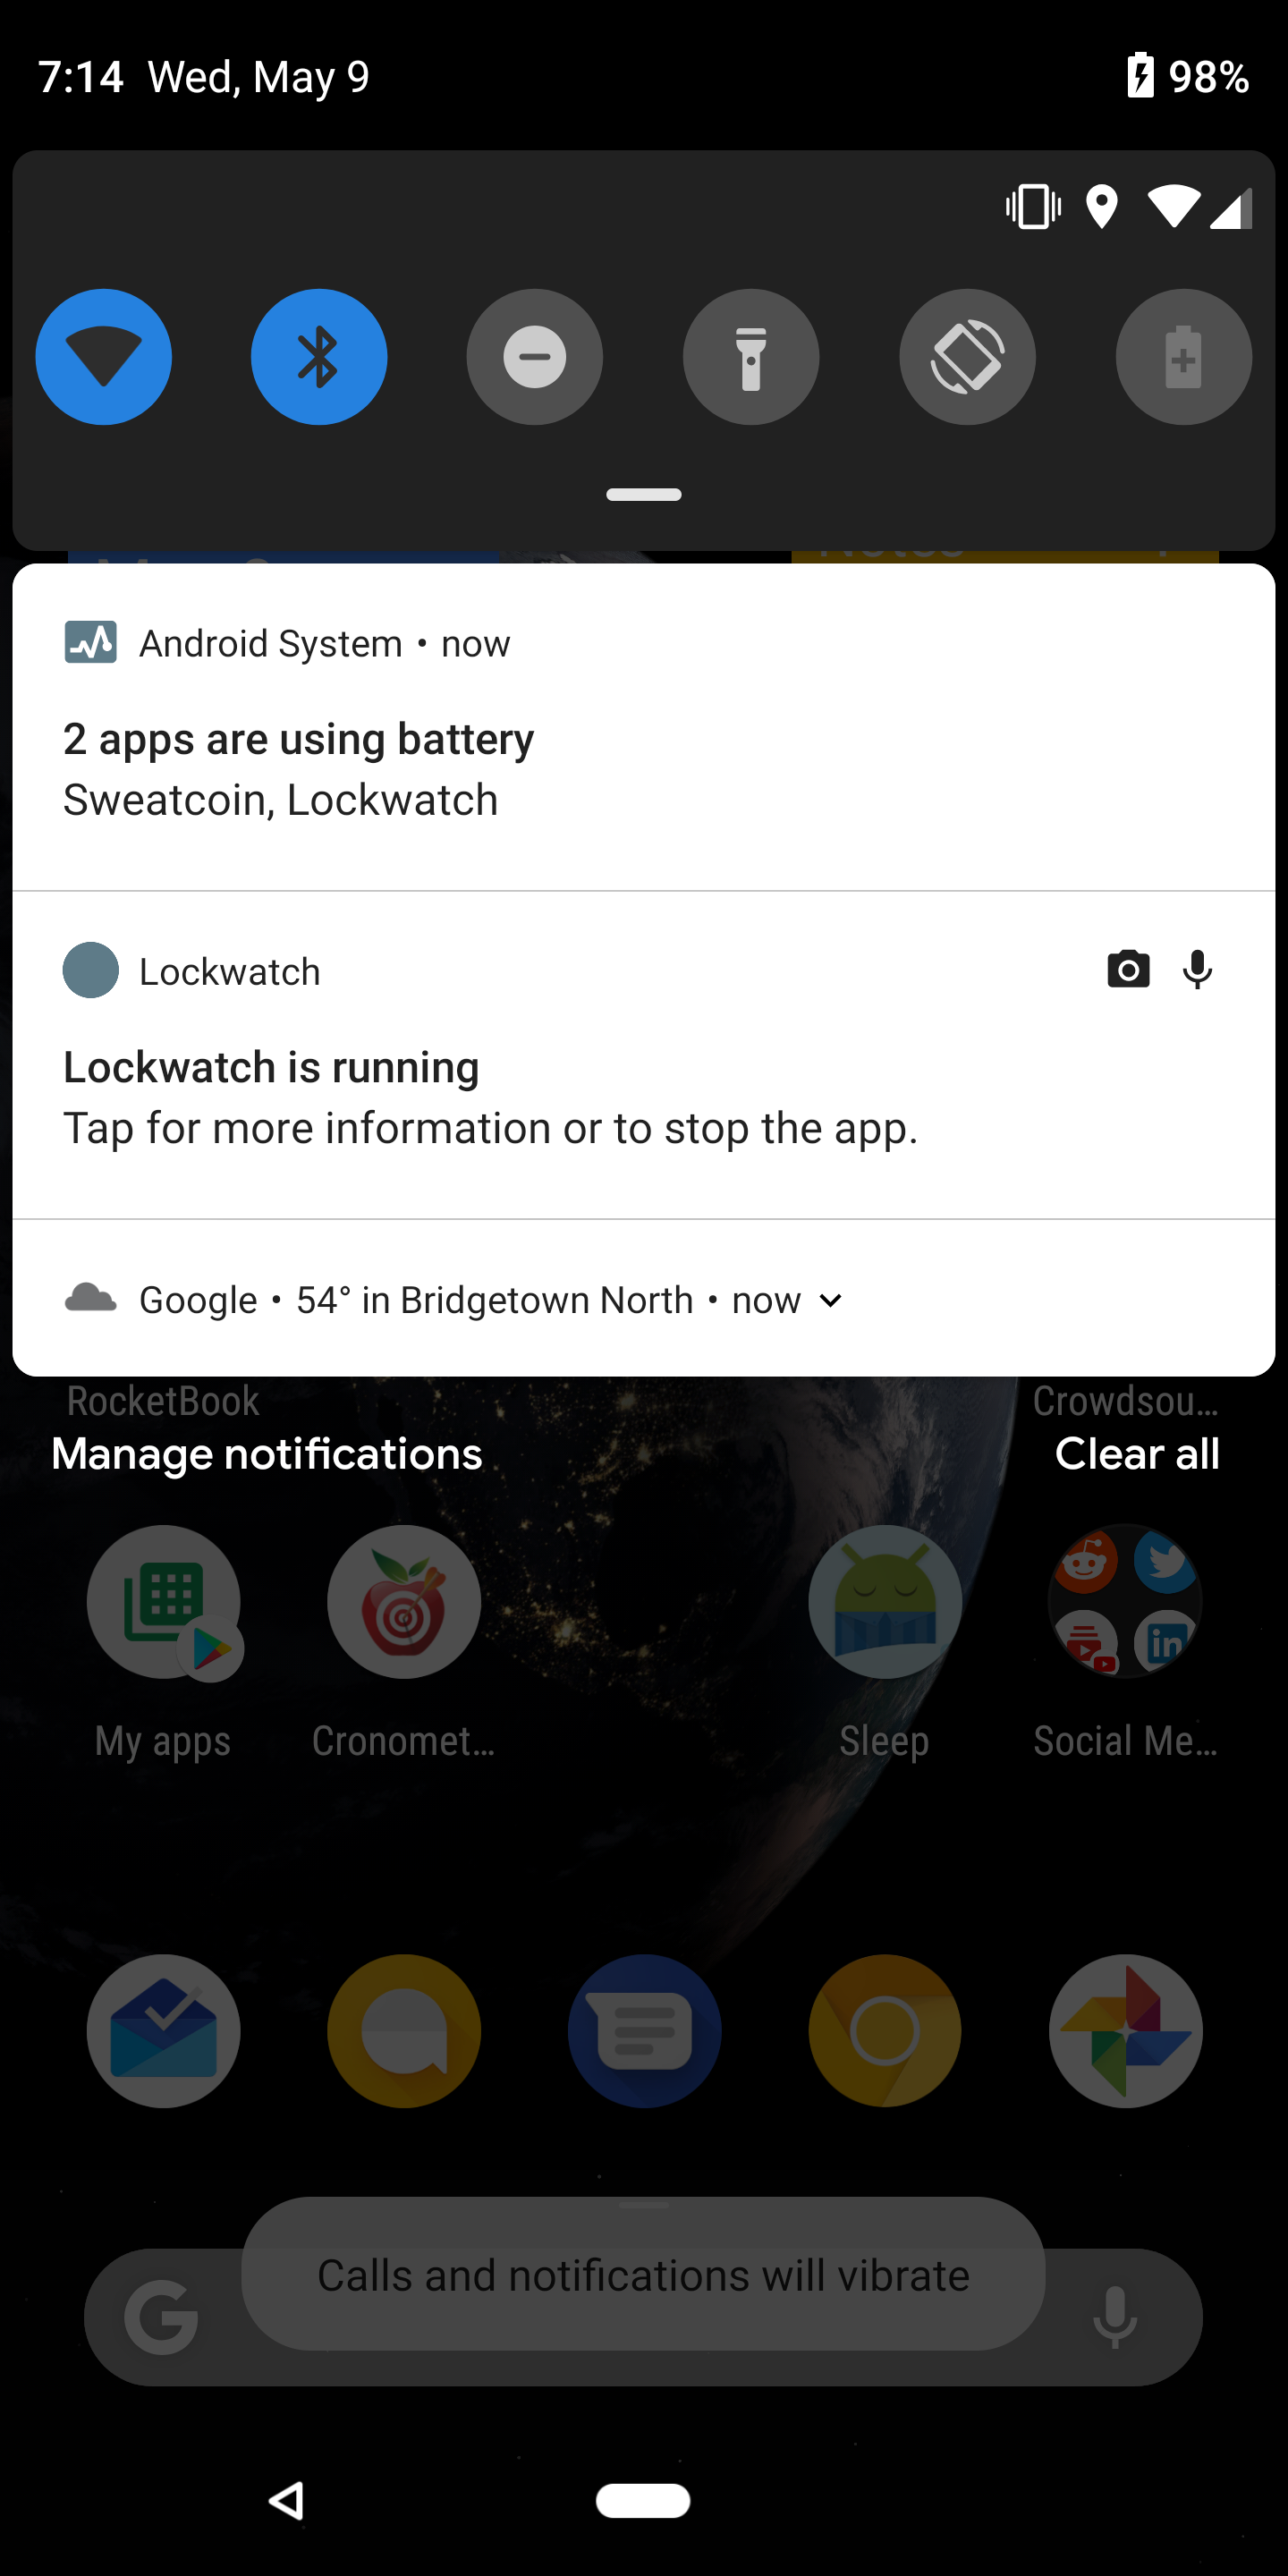 7:14 Wed, May 9 98%
Notes
Android System • now
2 apps are using battery
Sweatcoin, Lockwatch
Lockwatch
Lockwatch is running
Tap for more information or to stop the app.
Google • 54° in Bridgetown North • now
RocketBook Crowdsou...
Manage notifications Clear all
in
My apps Cronomet... Sleep Social Me...
Calls and notifications will vibrate
G